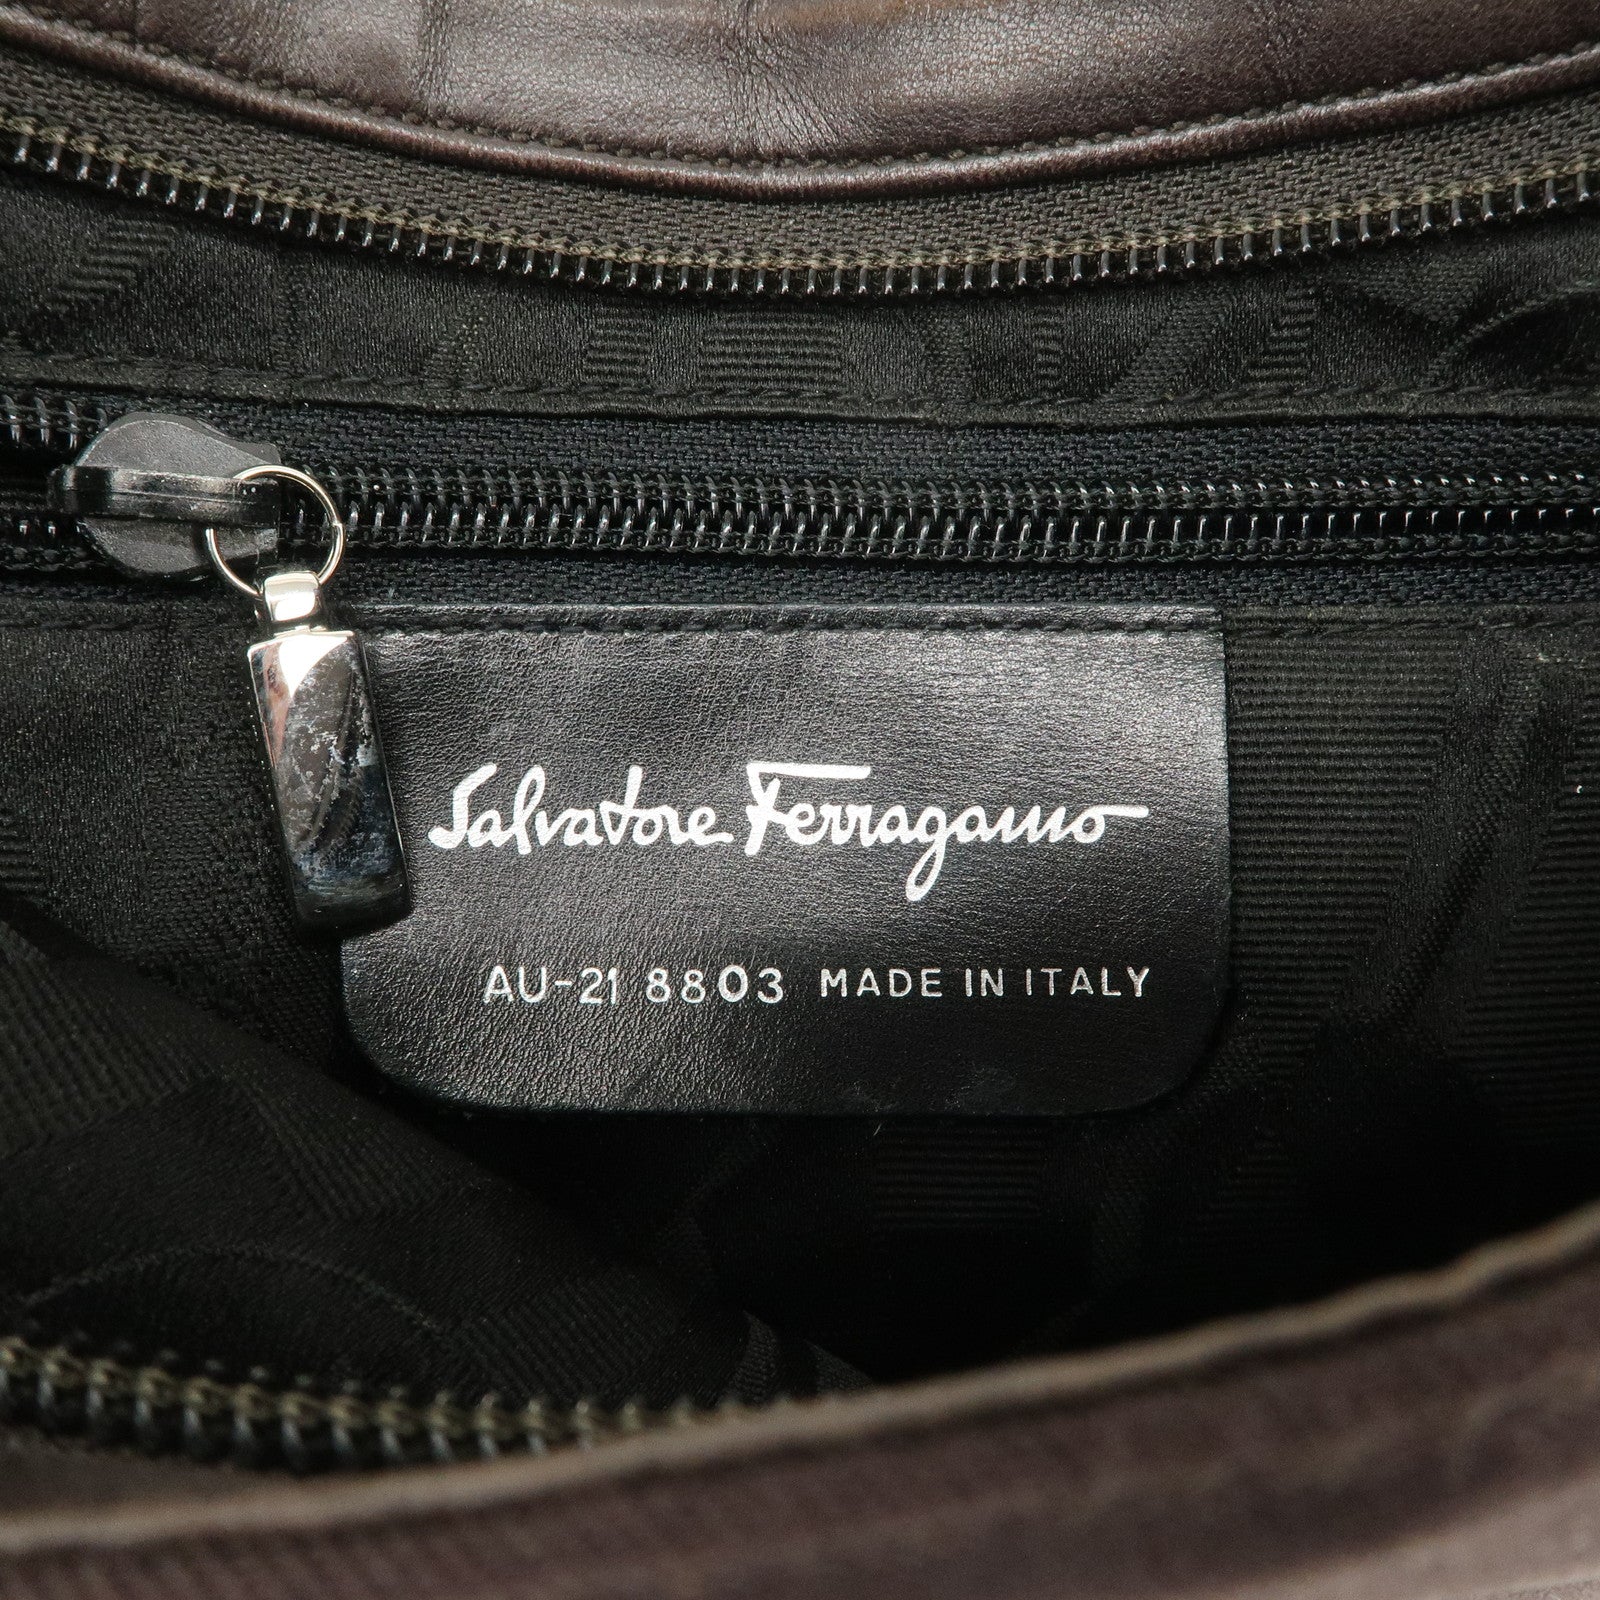 Salvatore Ferragamo
AU-21 8803 MADE IN ITALY